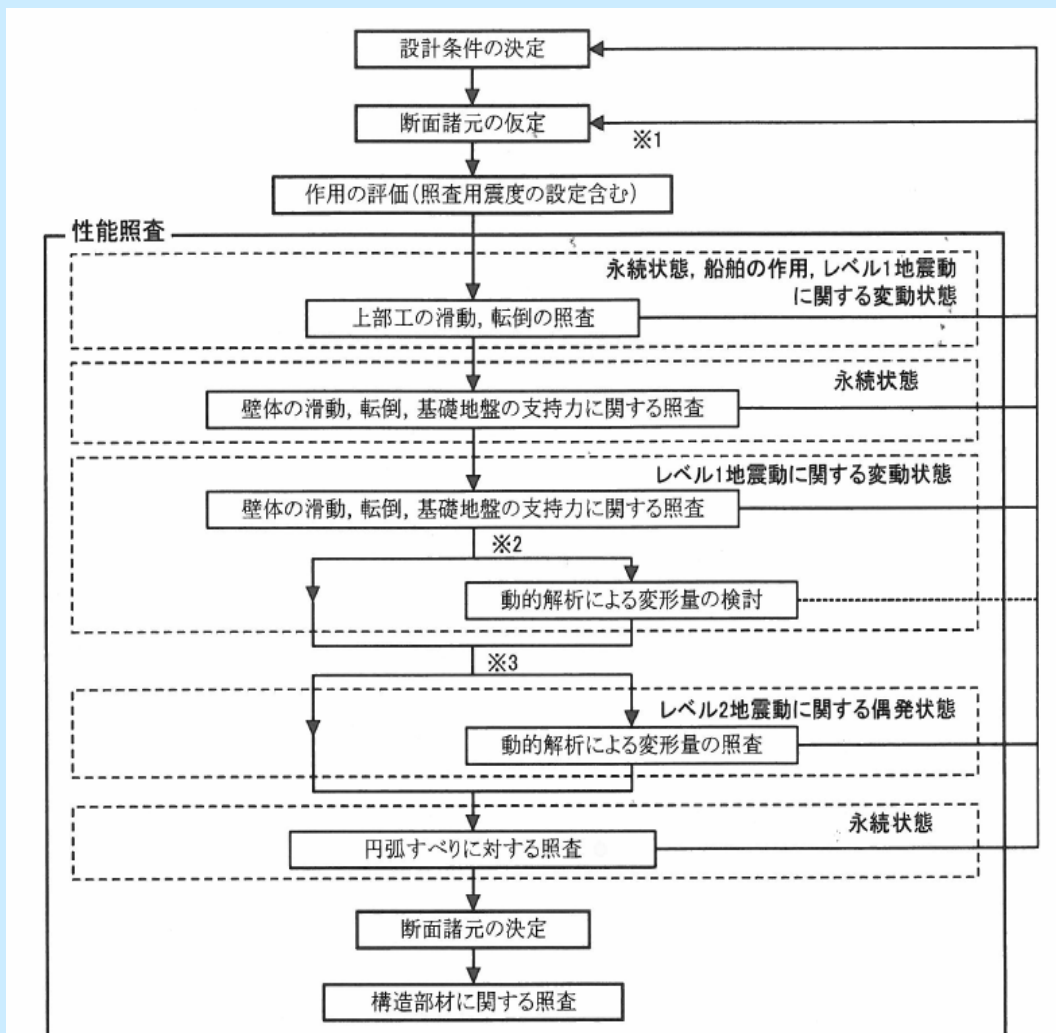 設計条件の決定
断面諸元の仮定
※1
作用の評価(照査用震度の設定含む)
性能照査
永続状態, 船舶の作用, レベル1地震動
に関する変動状態
上部工の滑動, 転倒の照査
永続状態
壁体の滑動, 転倒, 基礎地盤の支持力に関する照査
レベル1地震動に関する変動状態
壁体の滑動, 転倒, 基礎地盤の支持力に関する照査
※2
動的解析による変形量の検討
※3
レベル2地震動に関する偶発状態
動的解析による変形量の照査
永続状態
円弧すべりに対する照査
断面諸元の決定
構造部材に関する照査